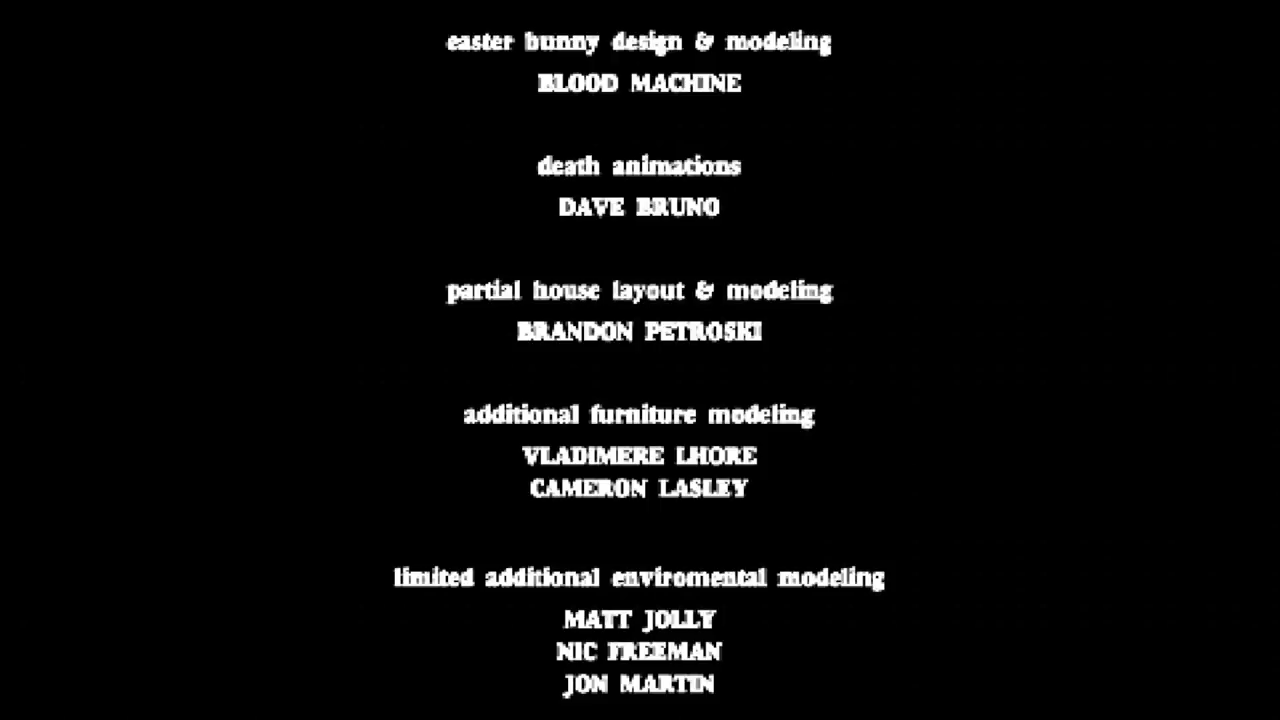 easter bunny design & modeling
BLOOD MACHINE
death animations
DAVE BRUNO
partial house layout & modeling
BRANDON PETROSKI
additional furniture modeling
VLADIMERE LHORE
CAMERON LASLEY
limited additional enviromental modeling
MATT JOLLY
NIC FREEMAN
JON MARTIN